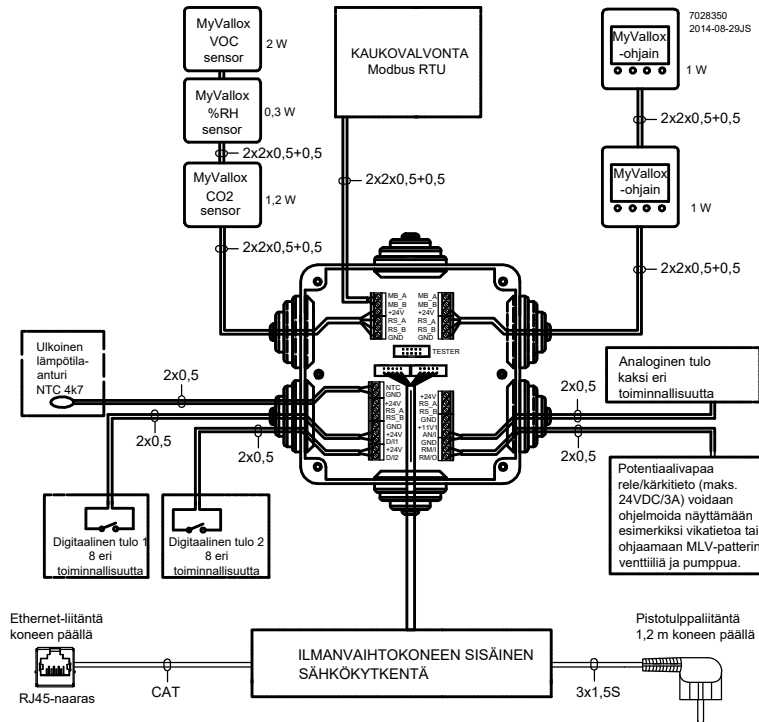 MyVallox
VOC
sensor
2 W
MyVallox
%RH
sensor
0,3 W
2x2x0,5+0,5
MyVallox
CO2
sensor
1,2 W
2x2x0,5+0,5
KAUKOVALVONTA
Modbus RTU
2x2x0,5+0,5
7028350
2014-08-29JS
MyVallox
-ohjain
1 W
2x2x0,5+0,5
MyVallox
-ohjain
1 W
2x2x0,5+0,5
MB_A
MB_B
+24V
RS_A
RS_B
GND
MB_A
MB_B
+24V
RS_A
RS_B
GND
TESTER
NTC
GND
+24V
RS_A
RS_B
GND
+24V
D/I1
+24V
D/I2
+24V
RS_A
RS_B
GND
+11V1
AN/I
GND
RM/I
RM/O
Ulkoinen
lämpötila-
anturi
NTC 4k7
2x0,5
2x0,5
2x0,5
Digitaalinen tulo 1
8 eri
toiminnallisuutta
Digitaalinen tulo 2
8 eri
toiminnallisuutta
Analoginen tulo
kaksi eri
toiminnallisuutta
2x0,5
2x0,5
Potentiaalivapaa
rele/kärkitieto (maks.
24VDC/3A) voidaan
ohjelmoida näyttämään
esimerkiksi vikatietoa tai
ohjaamaan MLV-patterin
venttiiliä ja pumppua.
Ethernet-liitäntä
koneen päällä
RJ45-naaras
CAT
ILMANVAIHTOKONEEN SISÄINEN
SÄHKÖKYTKENTÄ
3x1,5S
Pistotulppaliitäntä
1,2 m koneen päällä